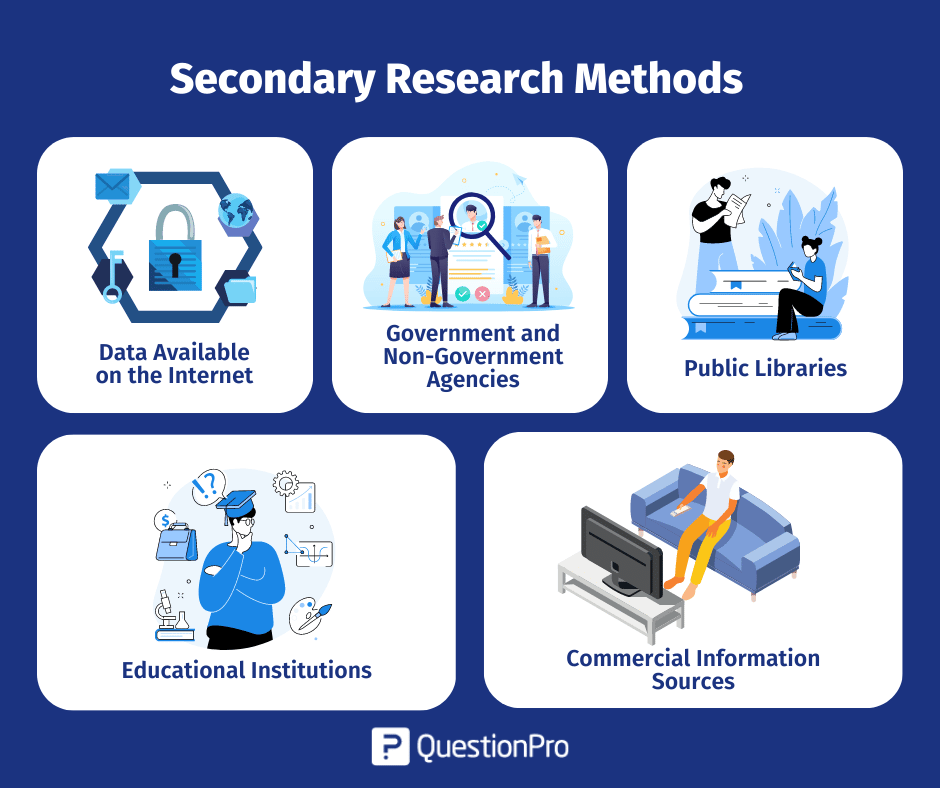 Secondary Research Methods
Data Available
on the Internet
Government and
Non-Government
Agencies
Public Libraries
!?
$
Educational Institutions
Commercial Information
Sources
QuestionPro